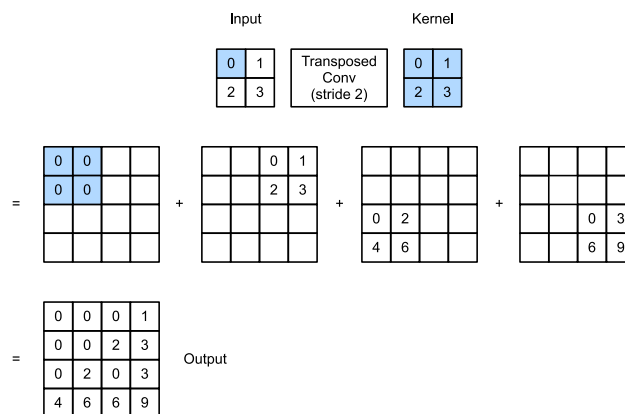 Input Kernel
0 1 Transposed 0 1
Conv
2 3 (stride 2) 2 3
0 0 0 1
0 0 2 3
= + + +
0 2 0 3
4 6 6 9
0 0 0 1
0 0 2 3
= Output
0 2 0 3
4 6 6 9